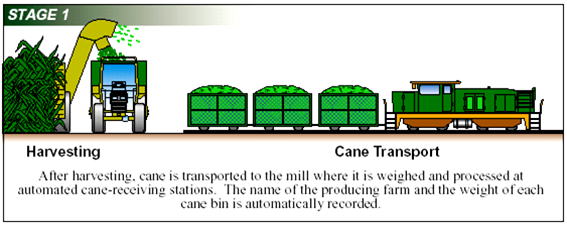 STAGE 1
Harvesting
Cane Transport
After harvesting, cane is transported to the mill where it is weighed and processed at
automated cane-receiving stations. The name of the producing farm and the weight of each
cane bin is automatically recorded.